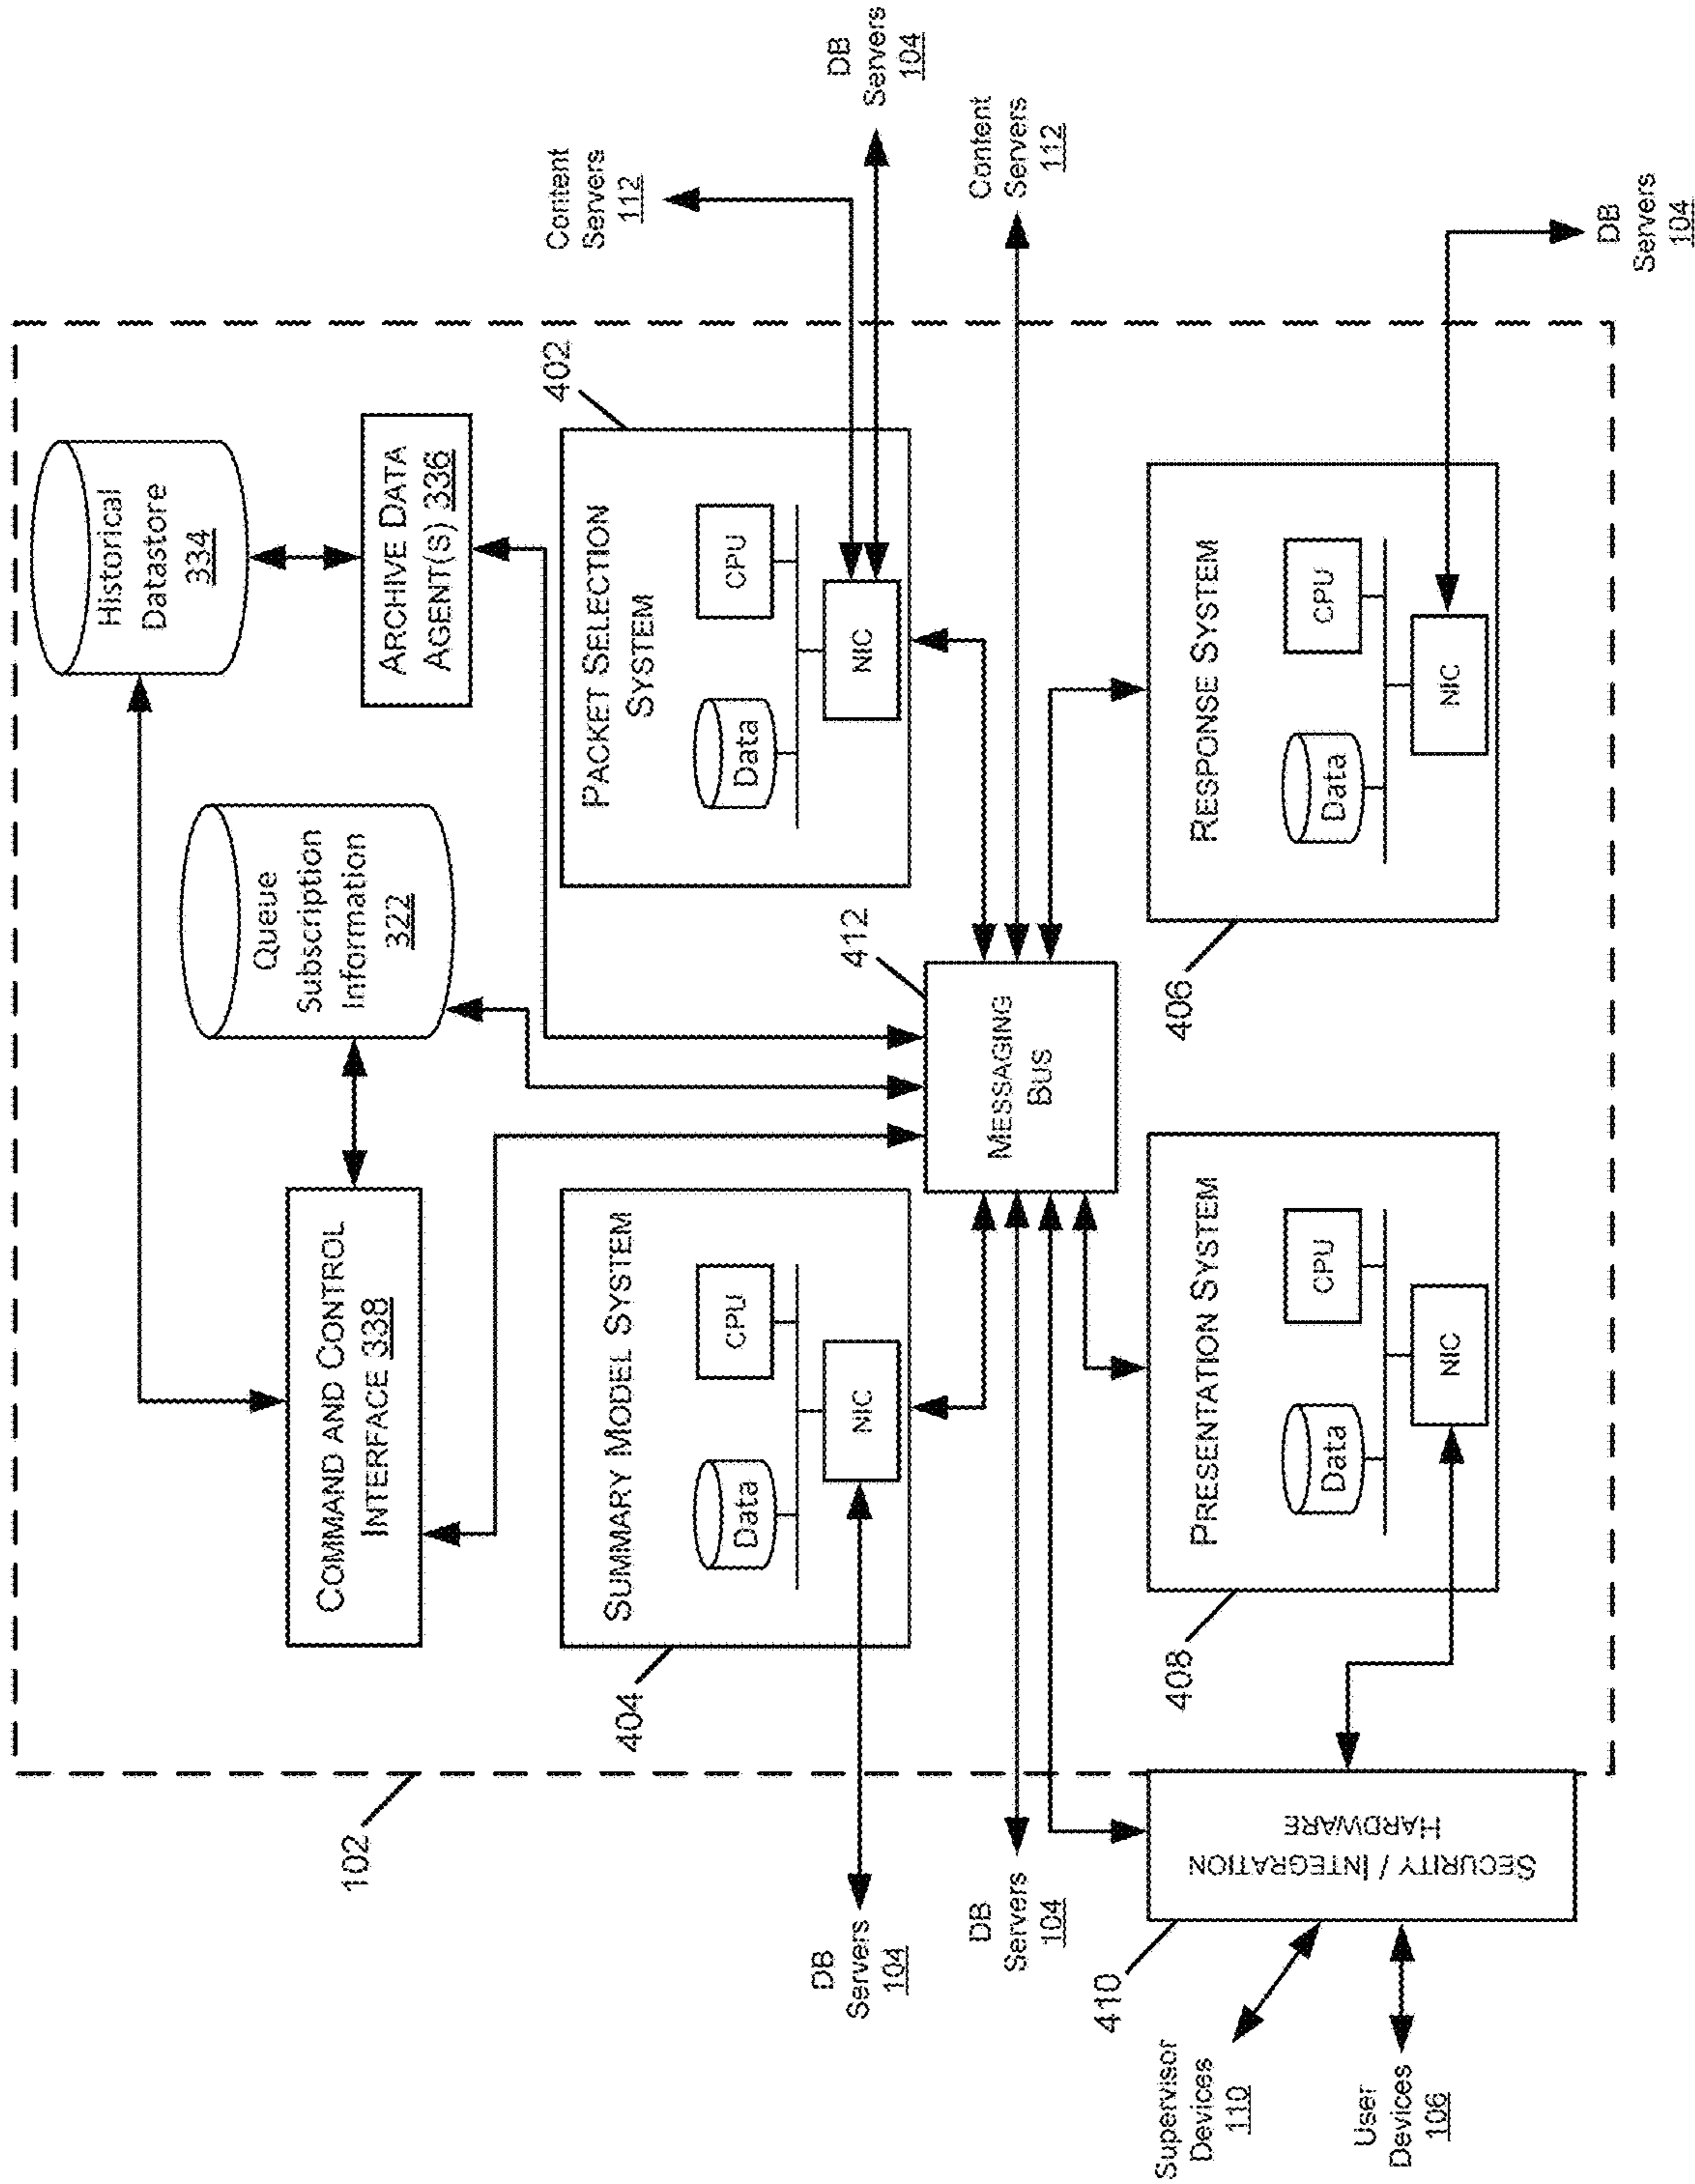 102
COMMAND AND CONTROL
INTERFACE 338
Queue
Subscription
Information
322
Historical
Datastore
334
ARCHIVE DATA
AGENT(S) 336
404
SUMMARY MODEL SYSTEM
Data
CPU
NIC
DB
Servers
104
402
PACKET SELECTION
SYSTEM
Data
CPU
NIC
Content
Servers
112
DB
Servers
104
412
MESSAGING
BUS
DB
Servers
104
Content
Servers
112
410
SECURITY / INTEGRATION
HARDWARE
Supervisor
Devices
110
User
Devices
106
408
PRESENTATION SYSTEM
Data
CPU
NIC
406
RESPONSE SYSTEM
Data
CPU
NIC
DB
Servers
104